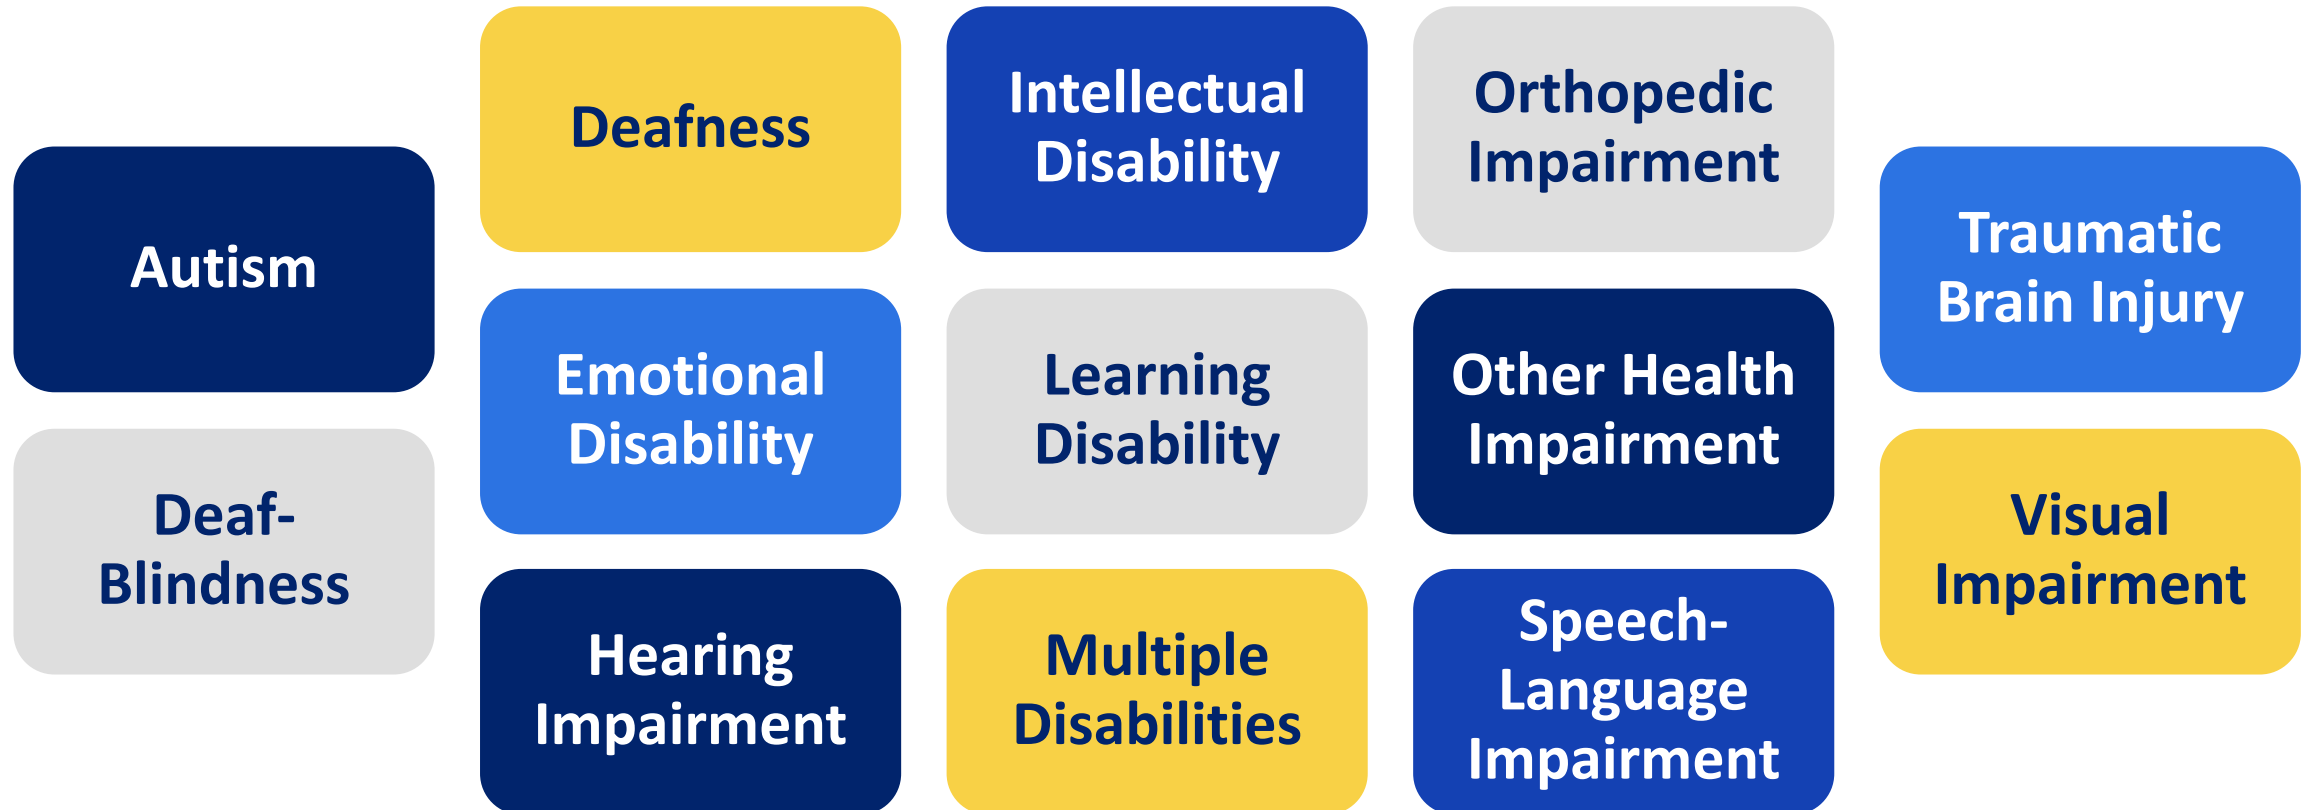 Autism
Deaf-
Blindness
Deafness
Emotional
Disability
Hearing
Impairment
Intellectual
Disability
Learning
Disability
Multiple
Disabilities
Orthopedic
Impairment
Other Health
Impairment
Speech-
Language
Impairment
Traumatic
Brain Injury
Visual
Impairment